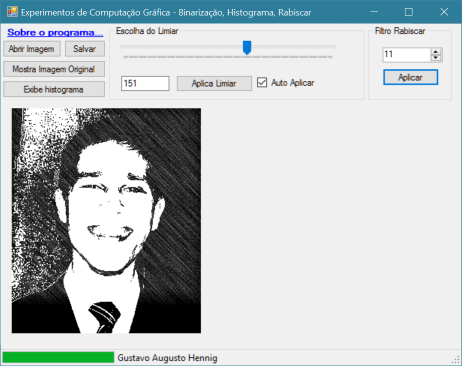 Experimentos de Computação Gráfica - Binarização, Histograma, Rabiscar
Sobre o programa...
Abrir Imagem
Salvar
Mostra Imagem Original
Exibe histograma
Escolha do Limiar
151
Aplica Limiar
Auto Aplicar
Filtro Rabiscar
11
Aplicar
Gustavo Augusto Hennig